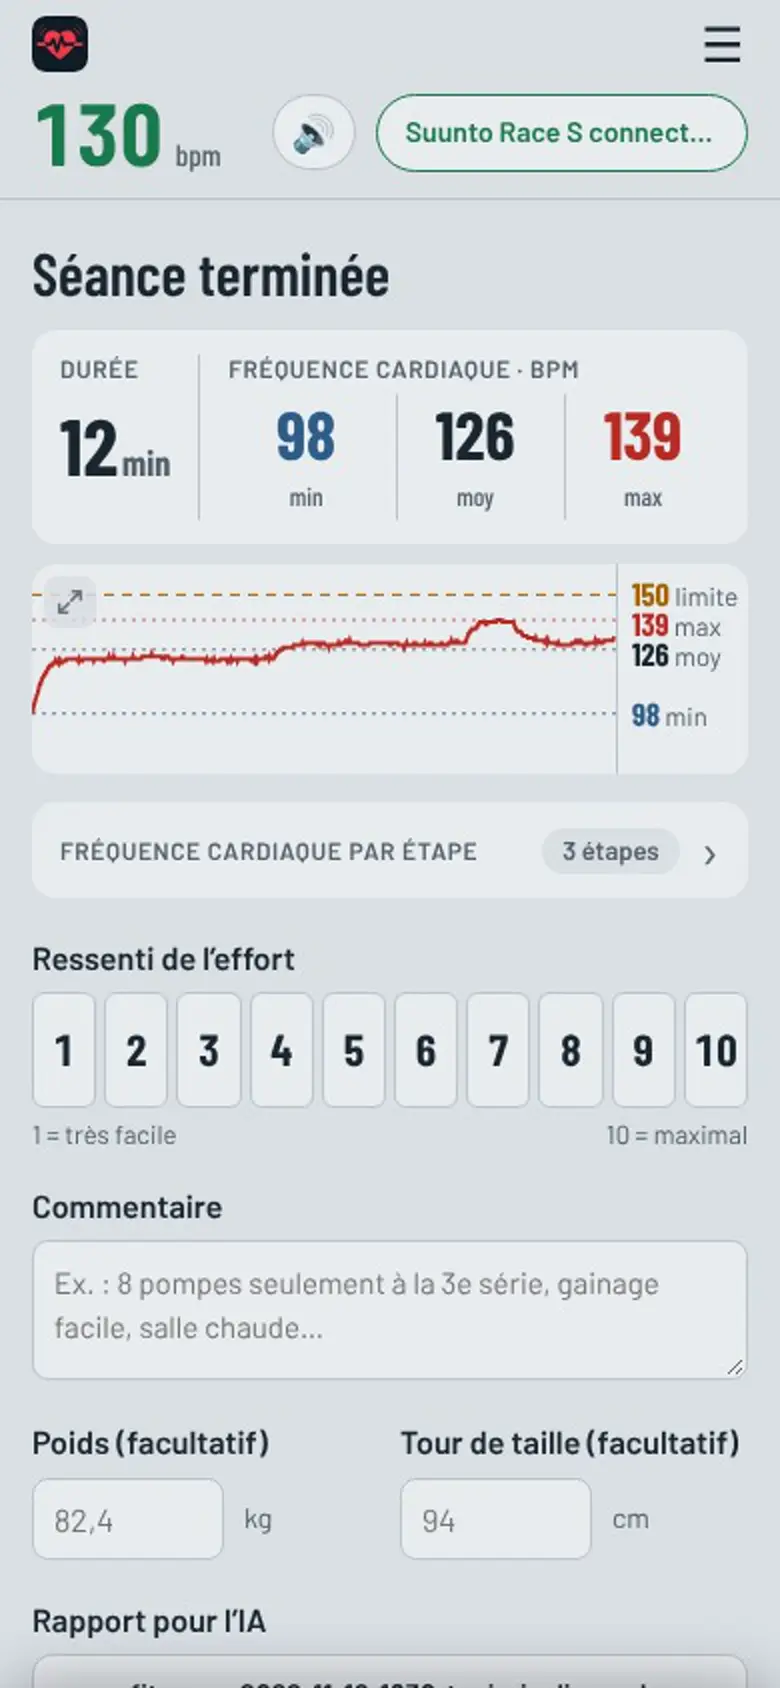 130 bpm
Suunto Race S connect...
Séance terminée
DURÉE
12 min
FRÉQUENCE CARDIAQUE · BPM
98
min
126
moy
139
max
150 limite
139 max
126 moy
98 min
FRÉQUENCE CARDIAQUE PAR ÉTAPE
3 étapes
Ressenti de l’effort
1 2 3 4 5 6 7 8 9 10
1 = très facile
10 = maximal
Commentaire
Ex. : 8 pompes seulement à la 3e série, gainage
facile, salle chaude...
Poids (facultatif)
82,4 kg
Tour de taille (facultatif)
94 cm
Rapport pour l’IA